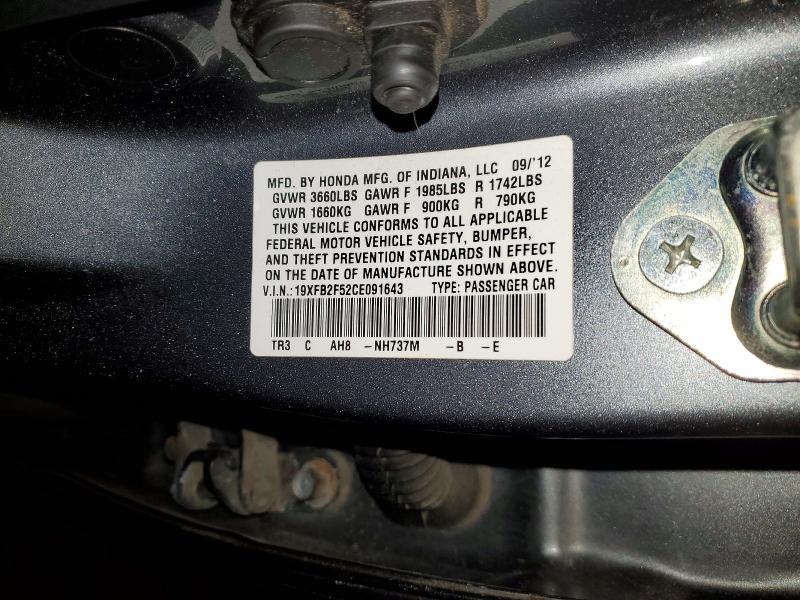 MFD. BY HONDA MFG. OF INDIANA, LLC 09/'12
GVWR 3660LBS GAWR F 1985LBS R 1742LBS
GVWR 1660KG GAWR F 900KG R 790KG
THIS VEHICLE CONFORMS TO ALL APPLICABLE
FEDERAL MOTOR VEHICLE SAFETY, BUMPER,
AND THEFT PREVENTION STANDARDS IN EFFECT
ON THE DATE OF MANUFACTURE SHOWN ABOVE.
V.I.N.:19XFB2F52CE091643 TYPE: PASSENGER CAR
TR3 C AH8 -NH737M -B -E